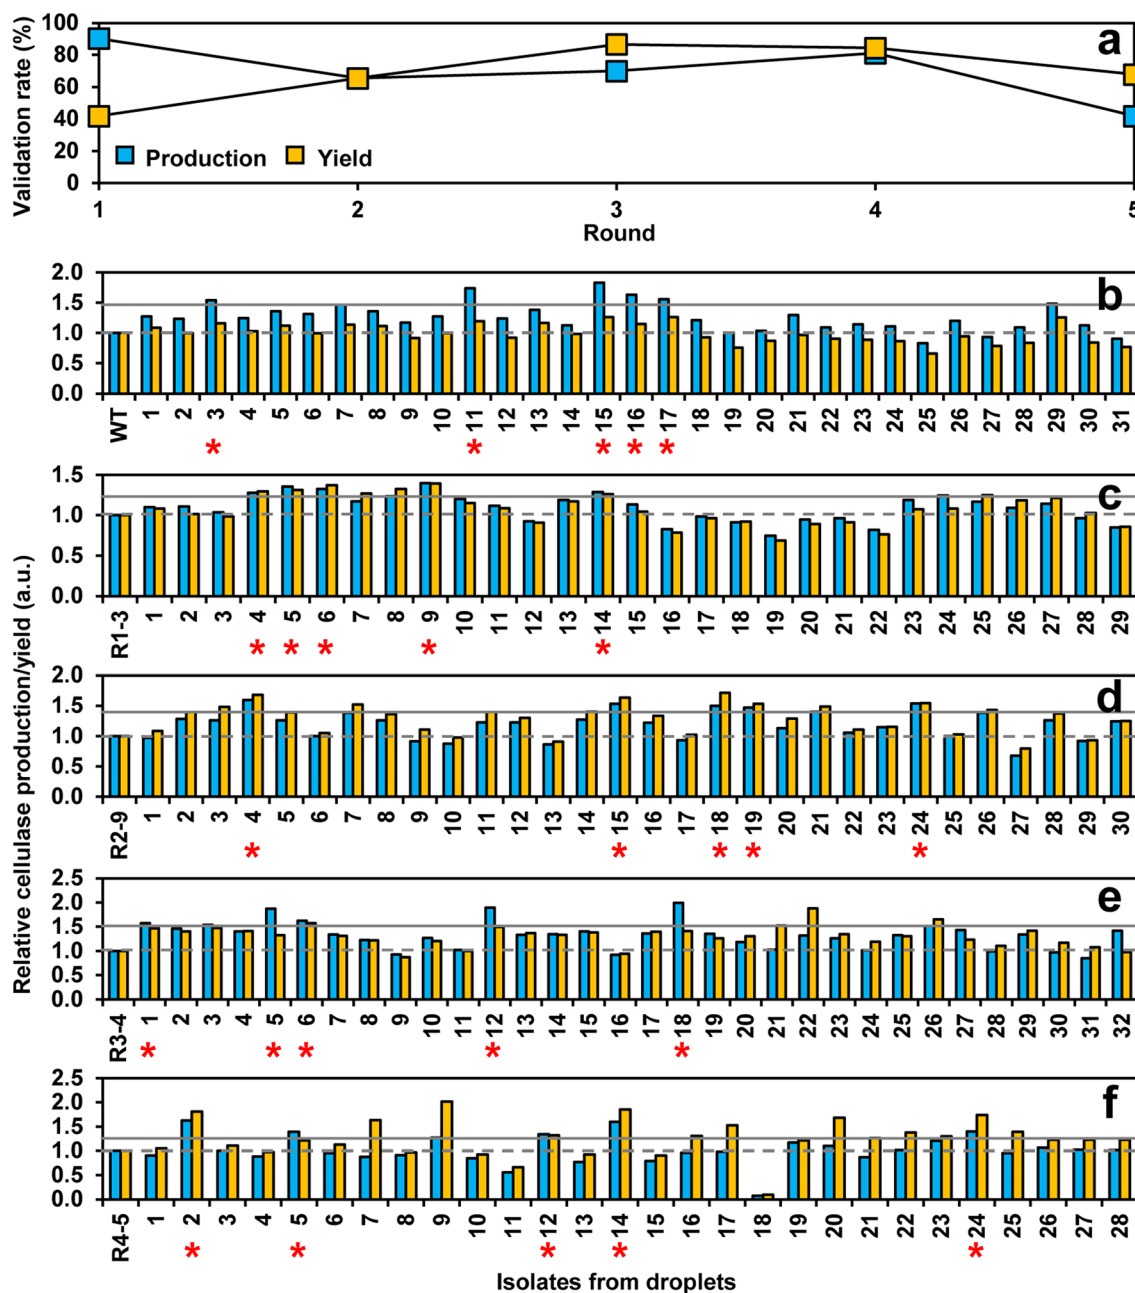 100
80
60
40
20
0
Validation rate (%)
a
Production
Yield
1 2 3 4 5
Round
Relative cellulase production/yield (a.u.)
2.0
1.5
1.0
0.5
0.0
b
WT 1 2 3 4 5 6 7 8 9 10 11 12 13 14 15 16 17 18 19 20 21 22 23 24 25 26 27 28 29 30 31
* * * * *
1.5
1.0
0.5
0.0
c
R1-3 1 2 3 4 5 6 7 8 9 10 11 12 13 14 15 16 17 18 19 20 21 22 23 24 25 26 27 28 29
* * * * *
2.0
1.5
1.0
0.5
0.0
d
R2-9 1 2 3 4 5 6 7 8 9 10 11 12 13 14 15 16 17 18 19 20 21 22 23 24 25 26 27 28 29 30
* * * * *
2.5
2.0
1.5
1.0
0.5
0.0
e
R3-4 1 2 3 4 5 6 7 8 9 10 11 12 13 14 15 16 17 18 19 20 21 22 23 24 25 26 27 28 29 30 31 32
* * * * *
2.5
2.0
1.5
1.0
0.5
0.0
f
R4-5 1 2 3 4 5 6 7 8 9 10 11 12 13 14 15 16 17 18 19 20 21 22 23 24 25 26 27 28
* * * * *
Isolates from droplets